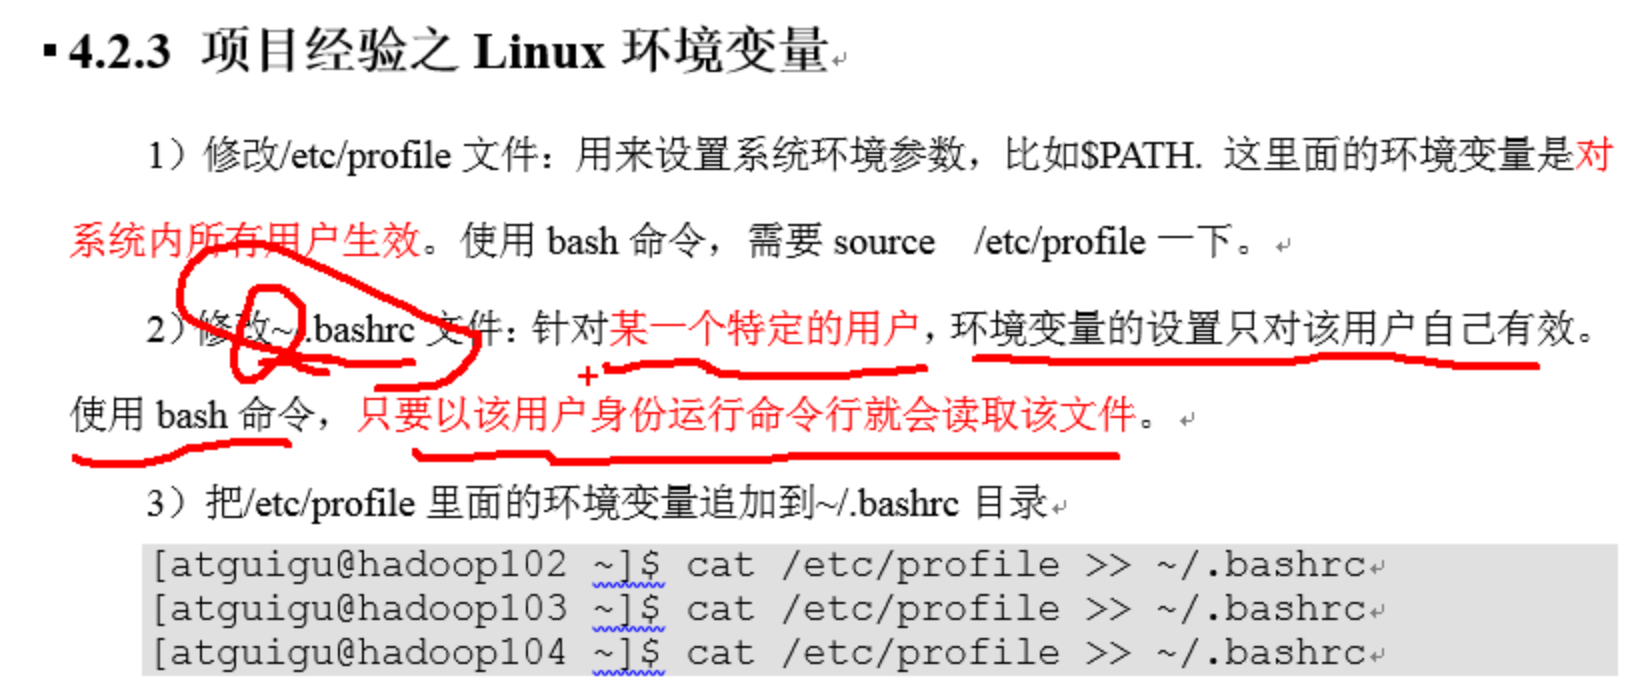 ▪ 4.2.3 项目经验之 Linux 环境变量
1）修改/etc/profile 文件：用来设置系统环境参数，比如$PATH. 这里面的环境变量是对
系统内所有用户生效。使用 bash 命令，需要 source /etc/profile 一下。
2）修改~/.bashrc 文件：针对某一个特定的用户，环境变量的设置只对该用户自己有效。
使用 bash 命令，只要以该用户身份运行命令行就会读取该文件。
3）把/etc/profile 里面的环境变量追加到~/.bashrc 目录
[atguigu@hadoop102 ~]$ cat /etc/profile >> ~/.bashrc
[atguigu@hadoop103 ~]$ cat /etc/profile >> ~/.bashrc
[atguigu@hadoop104 ~]$ cat /etc/profile >> ~/.bashrc